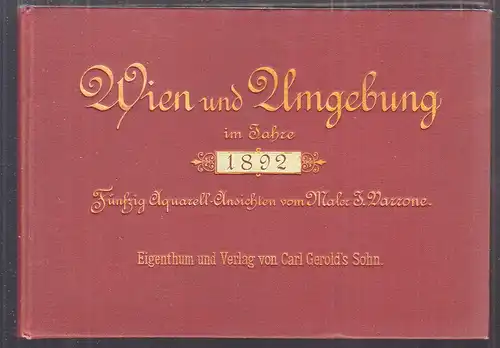 Wien und Umgebung
im Jahre
1892
Fünfzig Aquarell-Ansichten vom Maler J. Varrone.
Eigenthum und Verlag von Carl Gerold's Sohn.